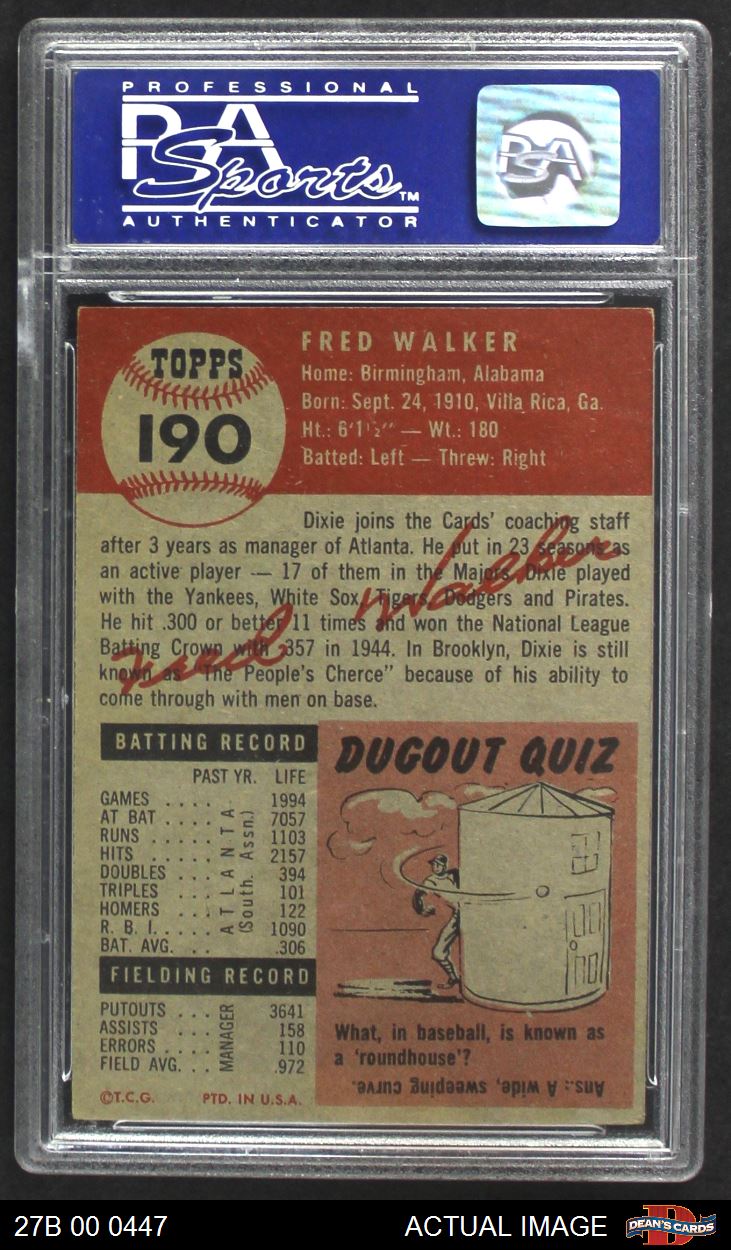 PROFESSIONAL
PSA
Sports™
AUTHENTICATOR
PSA
TOPPS
190
FRED WALKER
Home: Birmingham, Alabama
Born: Sept. 24, 1910, Villa Rica, Ga.
Ht.: 6'1½" — Wt.: 180
Batted: Left — Threw: Right
Dixie joins the Cards' coaching staff
after 3 years as manager of Atlanta. He put in 23 seasons as
an active player — 17 of them in the Majors. Dixie played
with the Yankees, White Sox, Tigers, Dodgers and Pirates.
He hit .300 or better 11 times and won the National League
Batting Crown with .357 in 1944. In Brooklyn, Dixie is still
known as "The People's Cherce" because of his ability to
come through with men on base.
Fred Walker
BATTING RECORD
PAST YR. LIFE
GAMES .... 1994
AT BAT .... 7057
RUNS ..... 1103
HITS ..... 2157
DOUBLES .... 394
TRIPLES .... 101
HOMERS .... 122
R. B. I. .... 1090
BAT. AVG. .. .306
ATLANTA
(South. Assn.)
FIELDING RECORD
PUTOUTS ... 3641
ASSISTS .... 158
ERRORS .... 110
FIELD AVG. .. .972
MANAGER
©T.C.G. PTD. IN U.S.A.
DUGOUT QUIZ
What, in baseball, is known as
a 'roundhouse'?
Ans.: A wide, sweeping curve.
27B 00 0447
ACTUAL IMAGE
D
DEAN'S CARDS